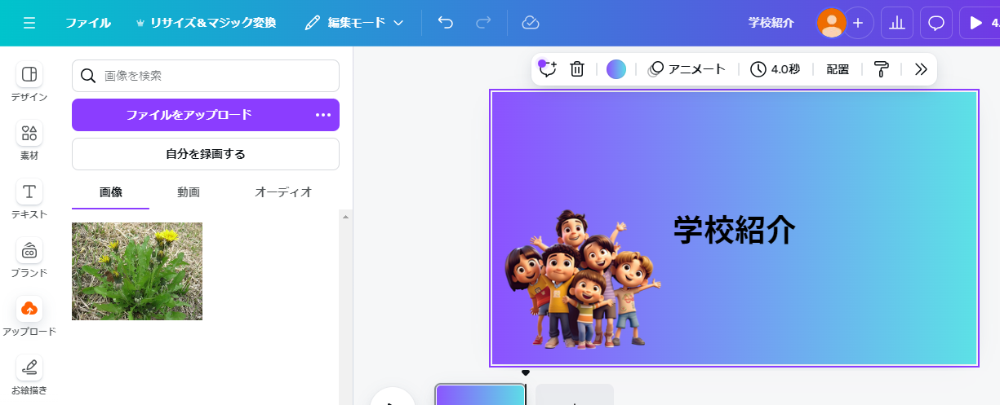 ファイル
リサイズ＆マジック変換
編集モード
学校紹介
デザイン
素材
テキスト
ブランド
アップロード
お絵描き
画像を検索
ファイルをアップロード
自分を録画する
画像 動画 オーディオ
アニメート
4.0秒
配置
学校紹介